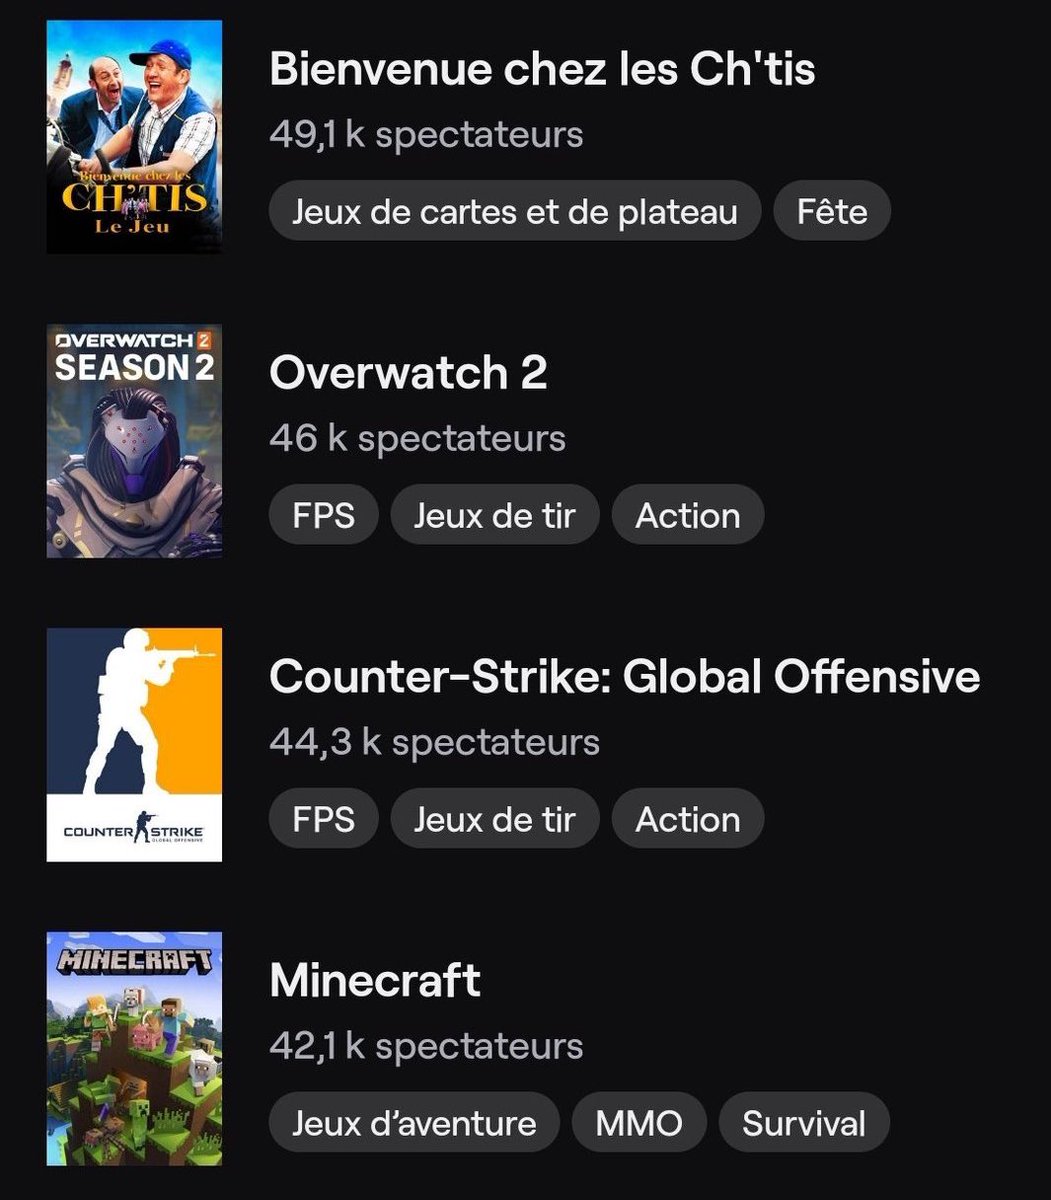 Bienvenue chez les Ch'tis
49,1 k spectateurs
Jeux de cartes et de plateau
Fête
Bienvenue chez les
CH'TIS
Le Jeu
Overwatch 2
46 k spectateurs
FPS
Jeux de tir
Action
OVERWATCH 2
SEASON 2
Counter-Strike: Global Offensive
44,3 k spectateurs
FPS
Jeux de tir
Action
COUNTER STRIKE
GLOBAL OFFENSIVE
Minecraft
42,1 k spectateurs
Jeux d’aventure
MMO
Survival
MINECRAFT